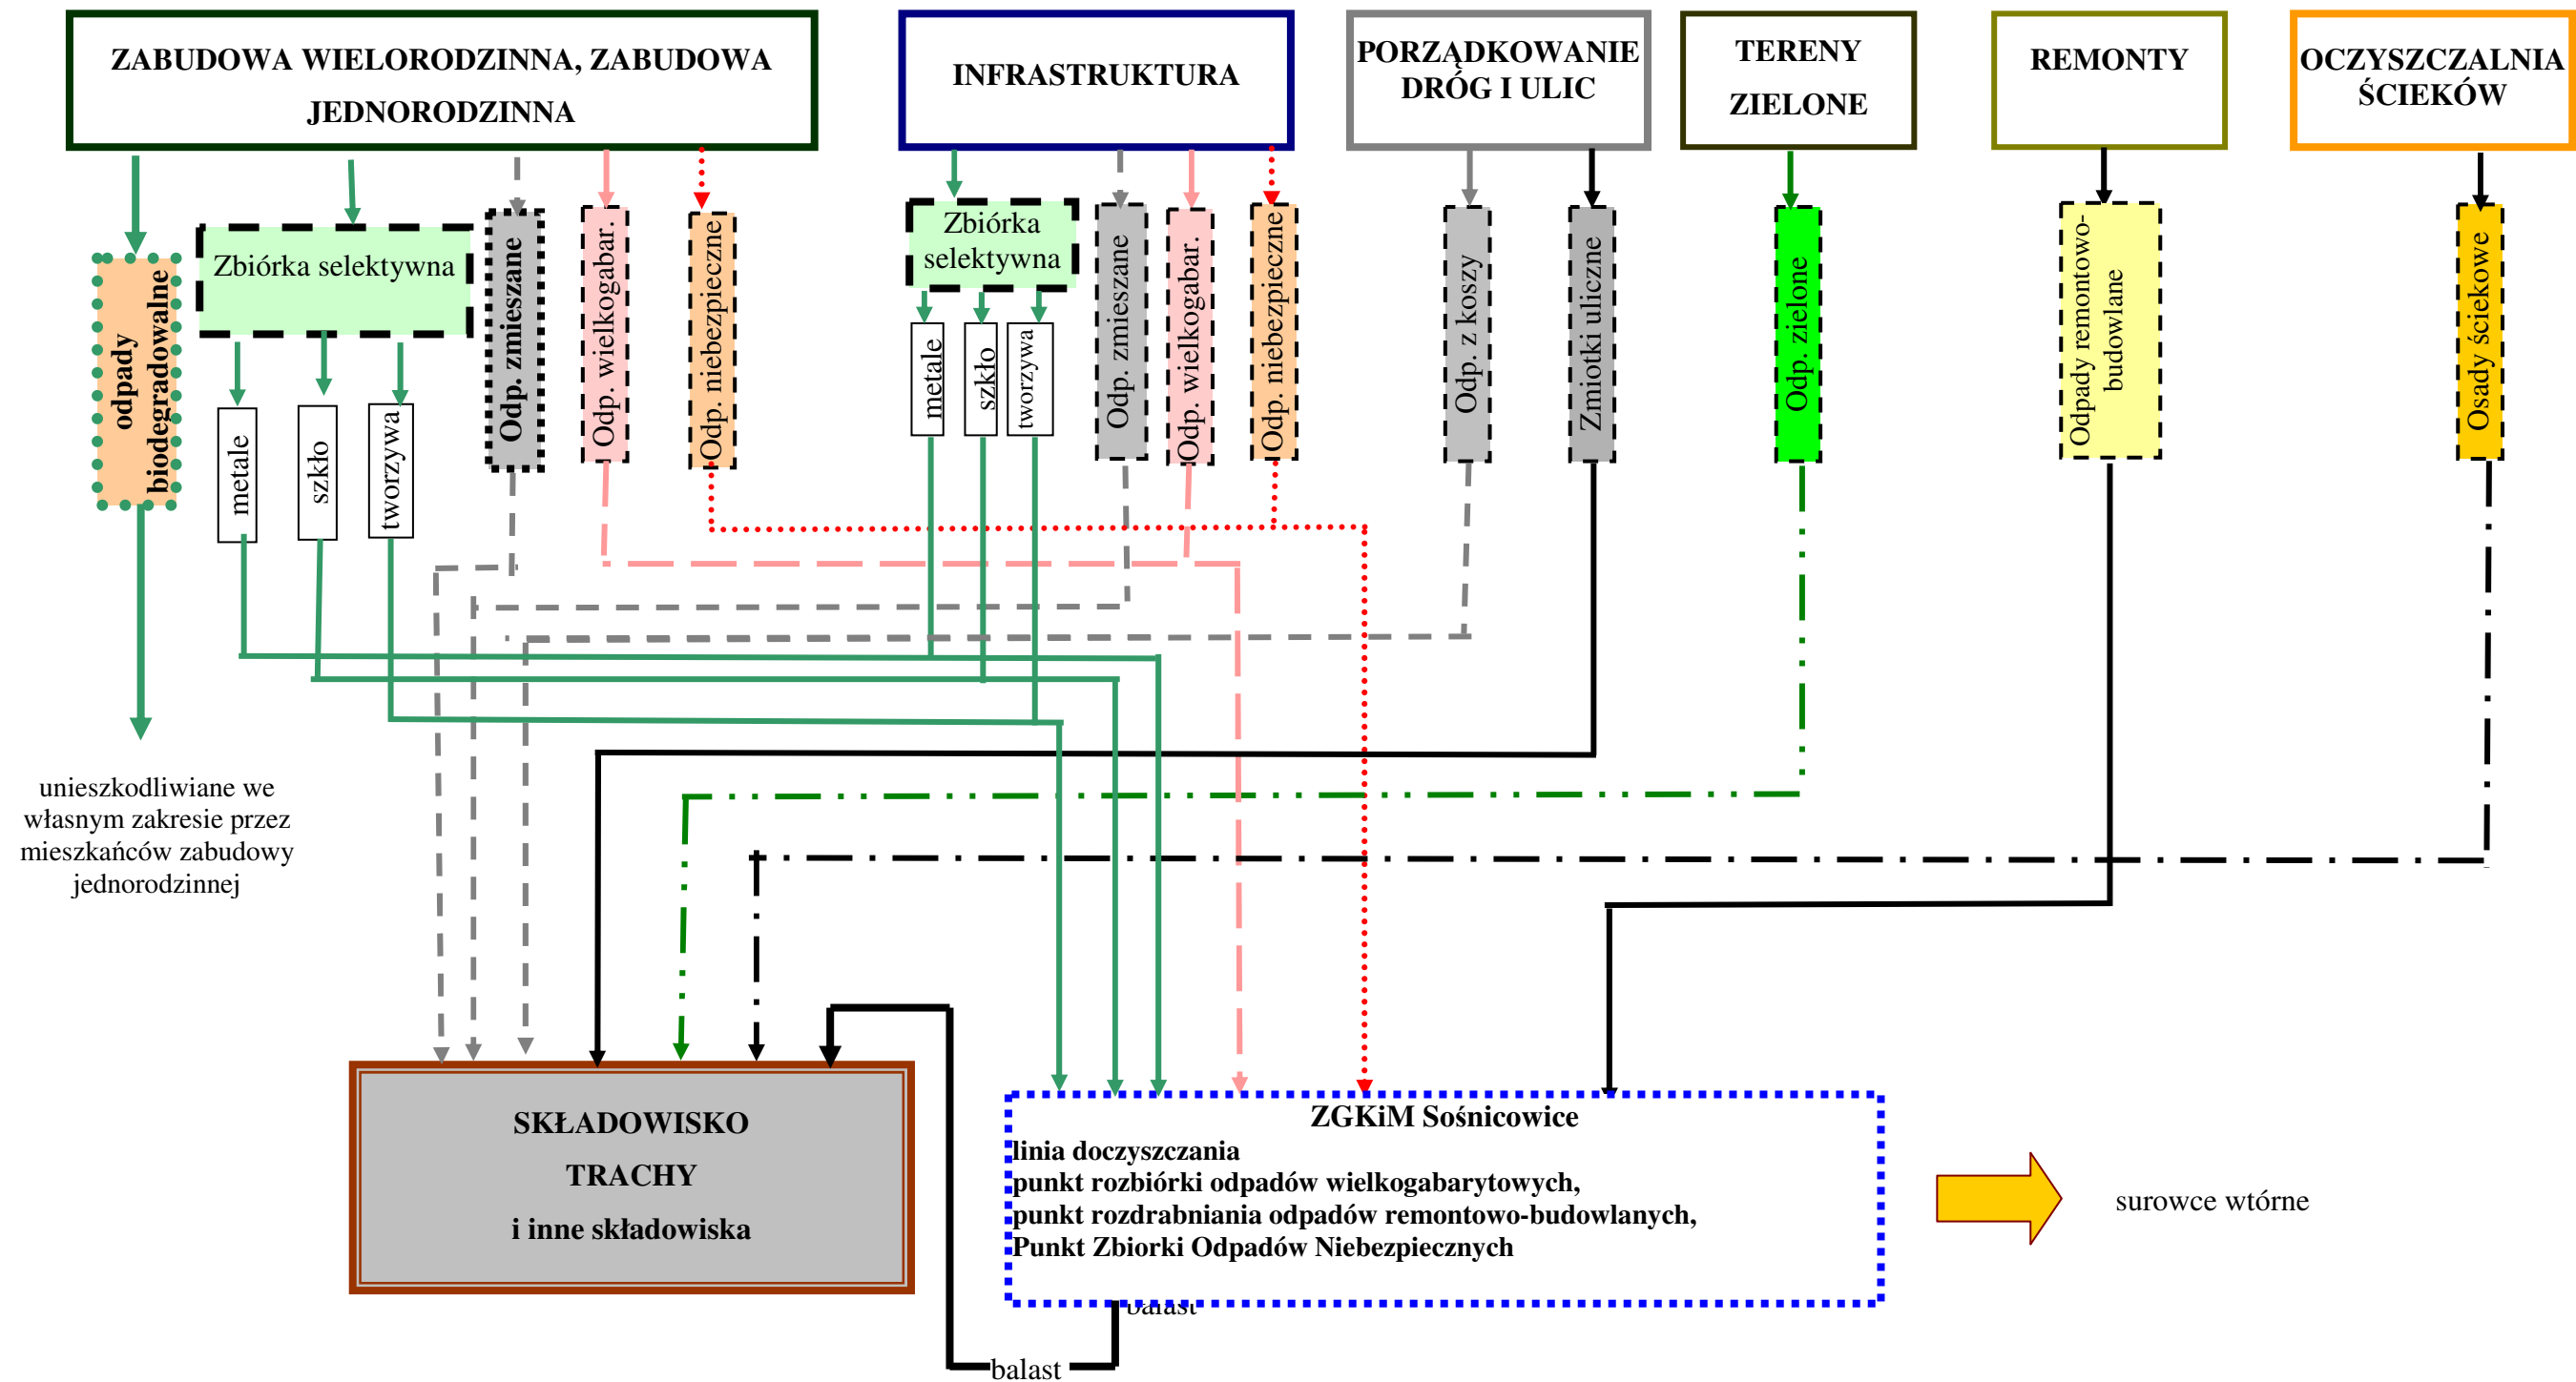 ZABUDOWA WIELORODZINNA, ZABUDOWA
JEDNORODZINNA
INFRASTRUKTURA
PORZĄDKOWANIE
DRÓG I ULIC
TERENY
ZIELONE
REMONTY
OCZYSZCZALNIA
ŚCIEKÓW
odpady
biodegradowalne
Zbiórka selektywna
metale
szkło
tworzywa
Odp. zmieszane
Odp. wielkogabar.
Odp. niebezpieczne
Zbiórka
selektywna
metale
szkło
tworzywa
Odp. zmieszane
Odp. wielkogabar.
Odp. niebezpieczne
Odp. z koszy
Zmiotki uliczne
Odp. zielone
Odpady remontowo-
budowlane
Osady ściekowe
unieszkodliwiane we
własnym zakresie przez
mieszkańców zabudowy
jednorodzinnej
SKŁADOWISKO
TRACHY
i inne składowiska
ZGKiM Sośnicowice
linia doczyszczania
punkt rozbiórki odpadów wielkogabarytowych,
punkt rozdrabniania odpadów remontowo-budowlanych,
Punkt Zbiorki Odpadów Niebezpiecznych
surowce wtórne
balast
balast